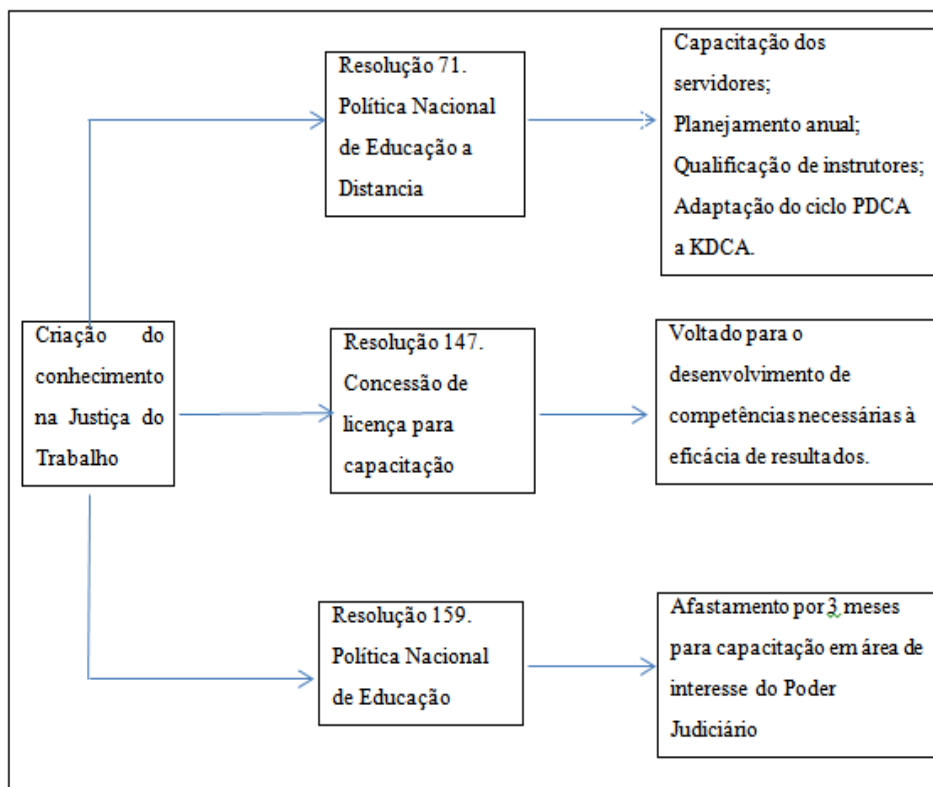 Resolução 71.
Política Nacional
de Educação a
Distancia
Capacitação dos
servidores;
Planejamento anual;
Qualificação de instrutores;
Adaptação do ciclo PDCA
a KDCA.
Criação do
conhecimento
na Justiça do
Trabalho
Resolução 147.
Concessão de
licença para
capacitação
Voltado para o
desenvolvimento de
competências necessárias à
eficácia de resultados.
Resolução 159.
Política Nacional
de Educação
Afastamento por 3 meses
para capacitação em área de
interesse do Poder
Judiciário